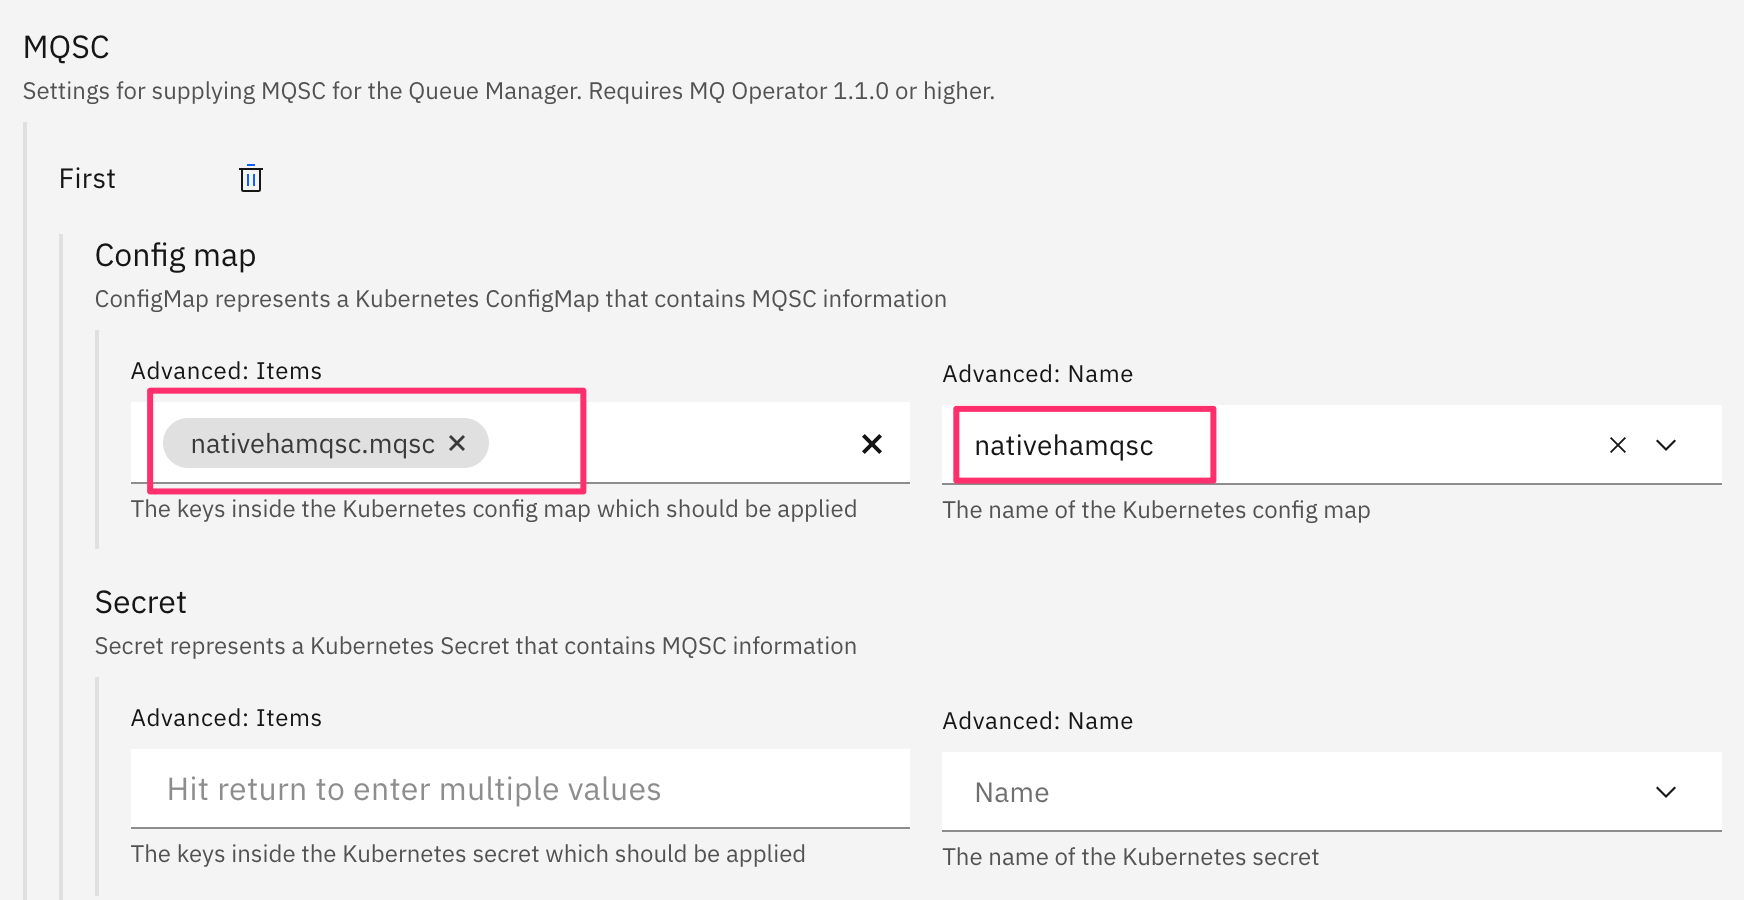 MQSC
Settings for supplying MQSC for the Queue Manager. Requires MQ Operator 1.1.0 or higher.
First
Config map
ConfigMap represents a Kubernetes ConfigMap that contains MQSC information
Advanced: Items
Advanced: Name
nativehamqsc.mqsc
nativehamqsc
The keys inside the Kubernetes config map which should be applied
The name of the Kubernetes config map
Secret
Secret represents a Kubernetes Secret that contains MQSC information
Advanced: Items
Advanced: Name
Hit return to enter multiple values
Name
The keys inside the Kubernetes secret which should be applied
The name of the Kubernetes secret